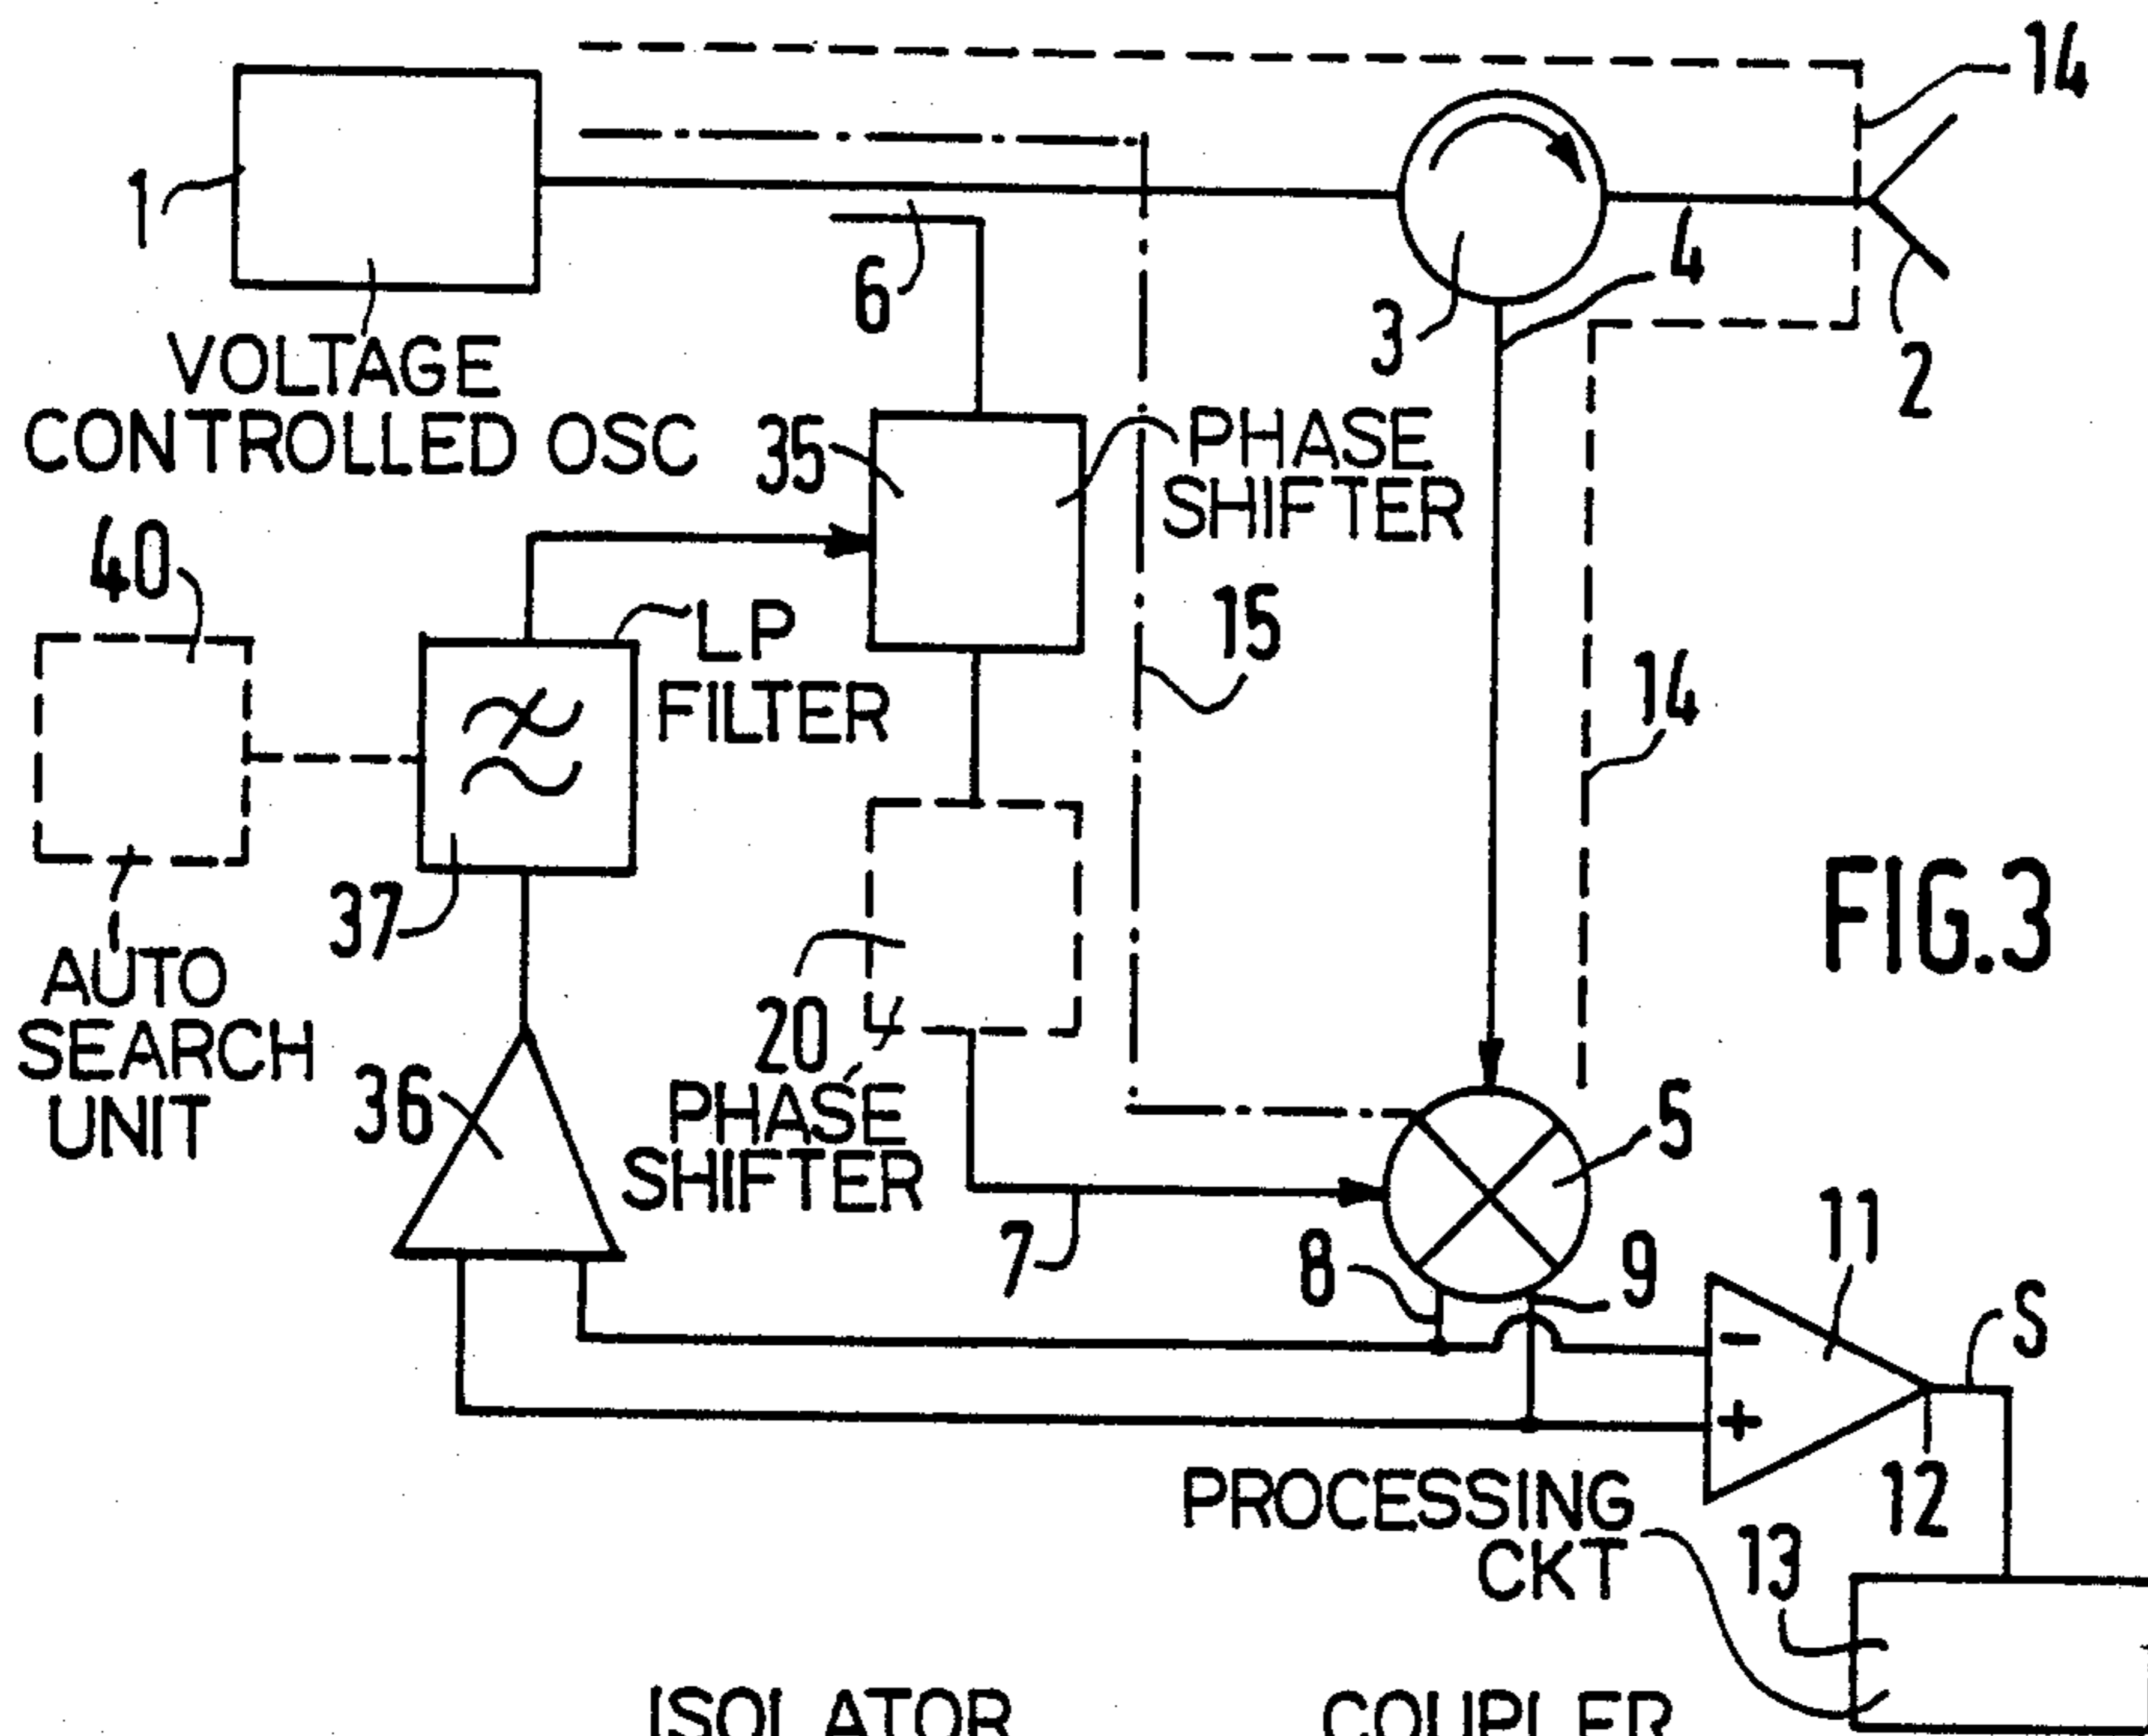 14
1
6
3
4
2
VOLTAGE
CONTROLLED OSC
35
PHASE
SHIFTER
40
15
LP
FILTER
14
37
FIG.3
AUTO
SEARCH
UNIT
20
36
PHASE
SHIFTER
5
7
8
9
11
-
+
S
12
PROCESSING
CKT
13
ISOLATOR
COUPLER